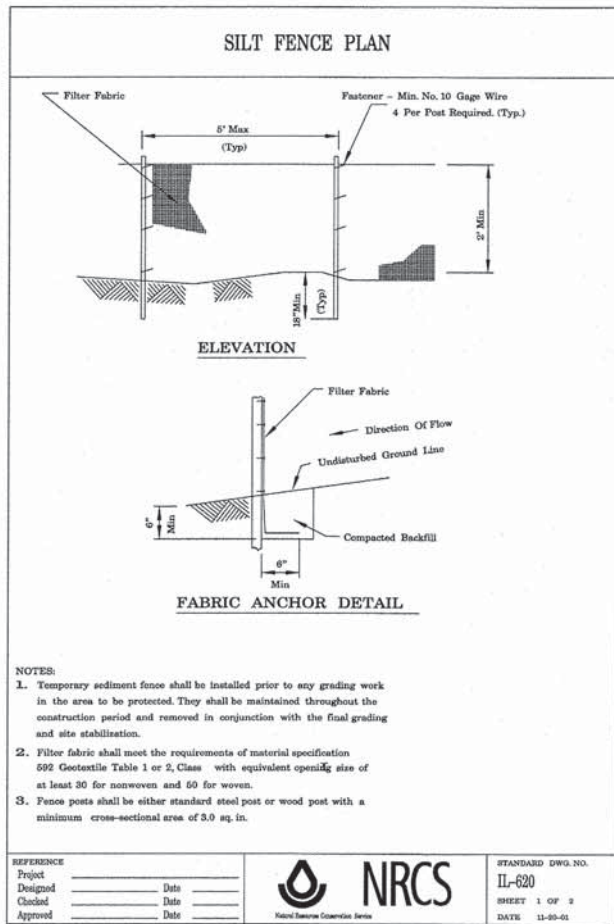 SILT FENCE PLAN
Filter Fabric
Fastener - Min. No. 10 Gage Wire
4 Per Post Required. (Typ.)
5' Max
(Typ)
2' Min
18"Min
(Typ)
ELEVATION
Filter Fabric
Direction Of Flow
Undisturbed Ground Line
6"
Min
Compacted Backfill
6"
Min
FABRIC ANCHOR DETAIL
NOTES:
1. Temporary sediment fence shall be installed prior to any grading work
in the area to be protected. They shall be maintained throughout the
construction period and removed in conjunction with the final grading
and site stabilization.
2. Filter fabric shall meet the requirements of material specification
592 Geotextile Table 1 or 2, Class with equivalent opening size of
at least 30 for nonwoven and 50 for woven.
3. Fence posts shall be either standard steel post or wood post with a
minimum cross-sectional area of 3.0 sq. in.
REFERENCE
Project
Designed Date
Checked Date
Approved Date
NRCS
Natural Resources Conservation Service
STANDARD DWG. NO.
IL-620
SHEET 1 OF 2
DATE 11-20-01